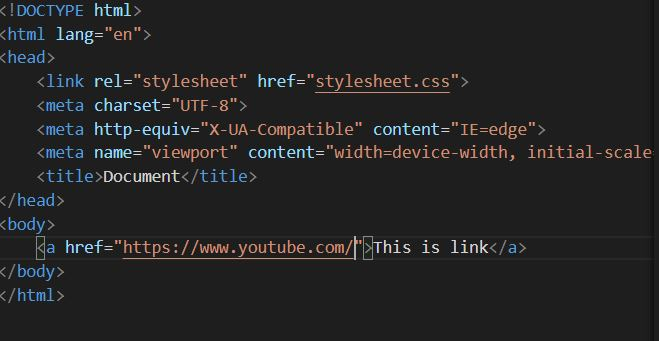 <!DOCTYPE html>
<html lang="en">
<head>
    <link rel="stylesheet" href="stylesheet.css">
    <meta charset="UTF-8">
    <meta http-equiv="X-UA-Compatible" content="IE=edge">
    <meta name="viewport" content="width=device-width, initial-scale=
    <title>Document</title>
</head>
<body>
    <a href="https://www.youtube.com/">This is link</a>
</body>
</html>